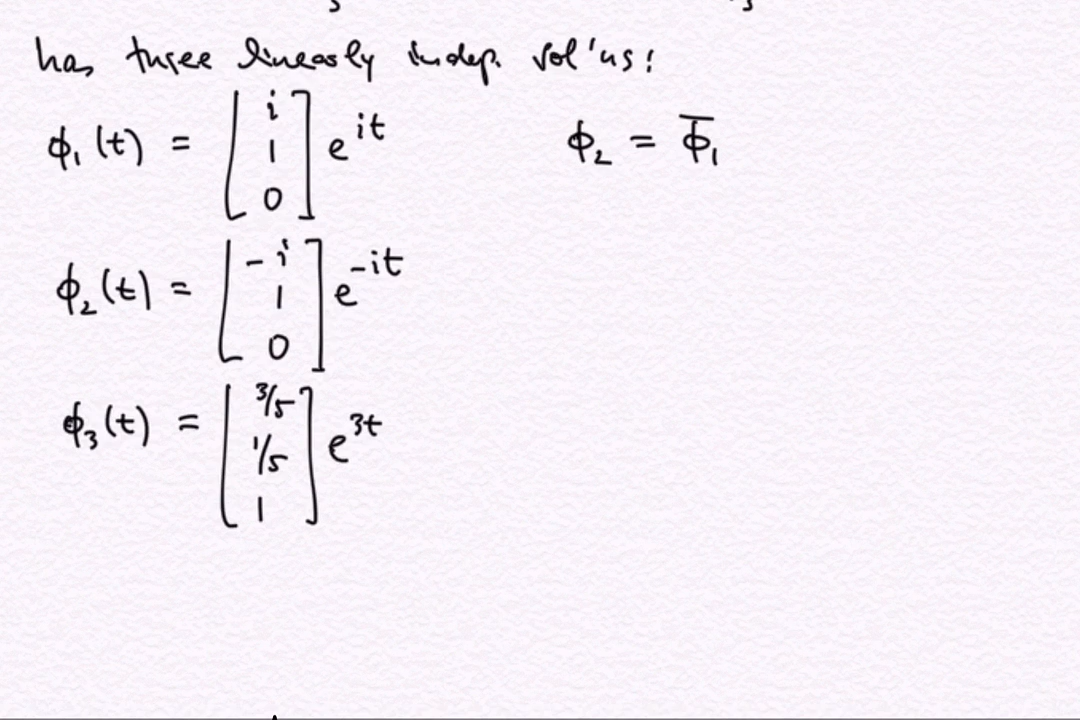 has three linearly indep. sol'ns:
ϕ₁(t) = [i 1 0] e^{it} ϕ₂ = ϕ̅₁
ϕ₂(t) = [-i 1 0] e^{-it}
ϕ₃(t) = [3/5 1/5 1] e^{3t}